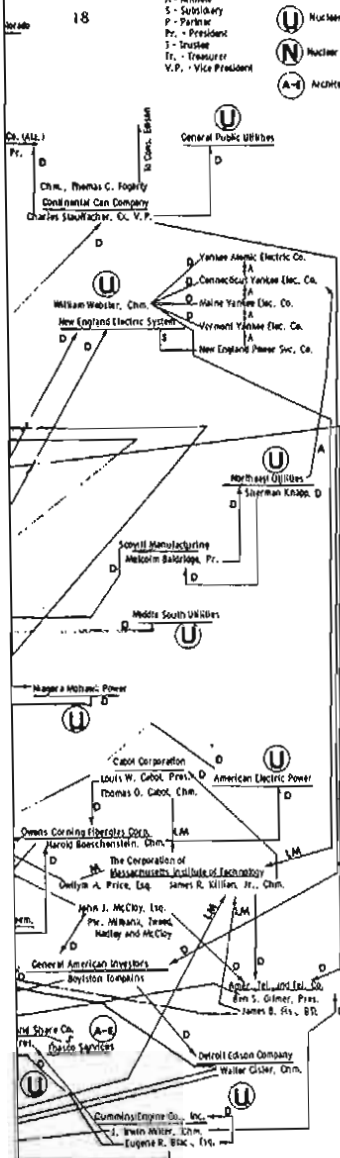 18
S - Subsidiary
P - Partner
Pr. - President
T - Trustee
Tr. - Treasurer
V.P. - Vice President
U
N Nuclear
A-E
Co. (Alz.)
Pr.
D
To Cons. Edison
U
General Public Utilities
D
Chm., Thomas C. Fogarty
Continental Can Company
Charles Stauffacher, Ex. V.P.
D
U
William Webster, Chm.
New England Electric System
D
D
S
D Yankee Atomic Electric Co.
A
D Connecticut Yankee Elec. Co.
A
D Maine Yankee Elec. Co.
A
D Vermont Yankee Elec. Co.
A
New England Power Svc. Co.
U
Northeast Utilities
A
Sherman Knapp, D
D
Scovill Manufacturing
Malcolm Baldridge, Pr.
D
D
Middle South Utilities
D
U
Niagara Mohawk Power
D
U
Cabot Corporation
Louis W. Cabot, Pres.
Thomas D. Cabot, Chm.
D
U
American Electric Power
D
D
LM
Owens Corning Fiberglas Corp.
Harold Boeschenstein, Chm.
LM
D
M
The Corporation of
Massachusetts Institute of Technology
Gwilym A. Price, Esq.
James R. Killian, Jr., Chm.
John J. McCloy, Esq.
Ptr. Milbank, Tweed,
Hadley and McCloy
D
D
LM
LM
D
D
General American Investors
Boylston Tompkins
D
Amer. Tel. and Tel. Co.
Ben S. Gilmer, Pres.
and Share Co.
A-E
Ebasco Services
D
D
Detroit Edison Company
Walker Cisler, Chm.
U
U
Cummins Engine Co., Inc.
D
J. Irwin Miller, Chm.
Eugene R. Black, Esq.